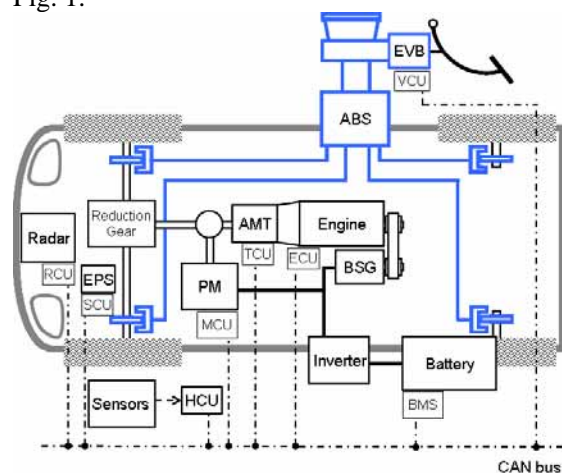 Fig. 1.
EVB
VCU
ABS
Reduction
Gear
AMT
Engine
Radar
TCU
ECU
BSG
RCU
EPS
PM
SCU
MCU
Inverter
Battery
Sensors
HCU
BMS
CAN bus